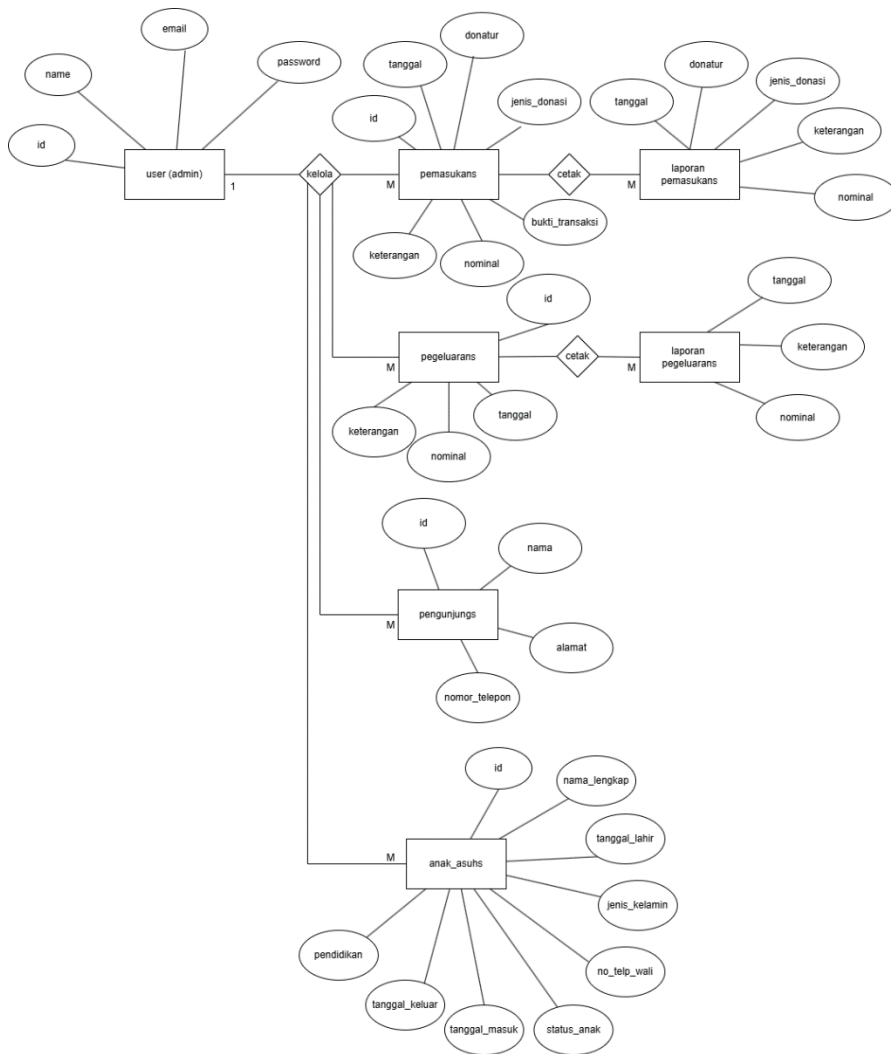 email
donatur
name
tanggal
donatur
password
jenis_donasi
tanggal
id
jenis_donasi
id
keterangan
user (admin)
1
kelola
M
pemasukans
cetak
M
laporan
pemasukans
nominal
bukti_transaksi
keterangan
nominal
id
tanggal
M
pegeluarans
cetak
M
laporan
pegeluarans
keterangan
keterangan
tanggal
nominal
nominal
id
nama
M
pengunjungs
alamat
nomor_telepon
id
nama_lengkap
tanggal_lahir
M
anak_asuhs
jenis_kelamin
pendidikan
no_telp_wali
tanggal_keluar
tanggal_masuk
status_anak